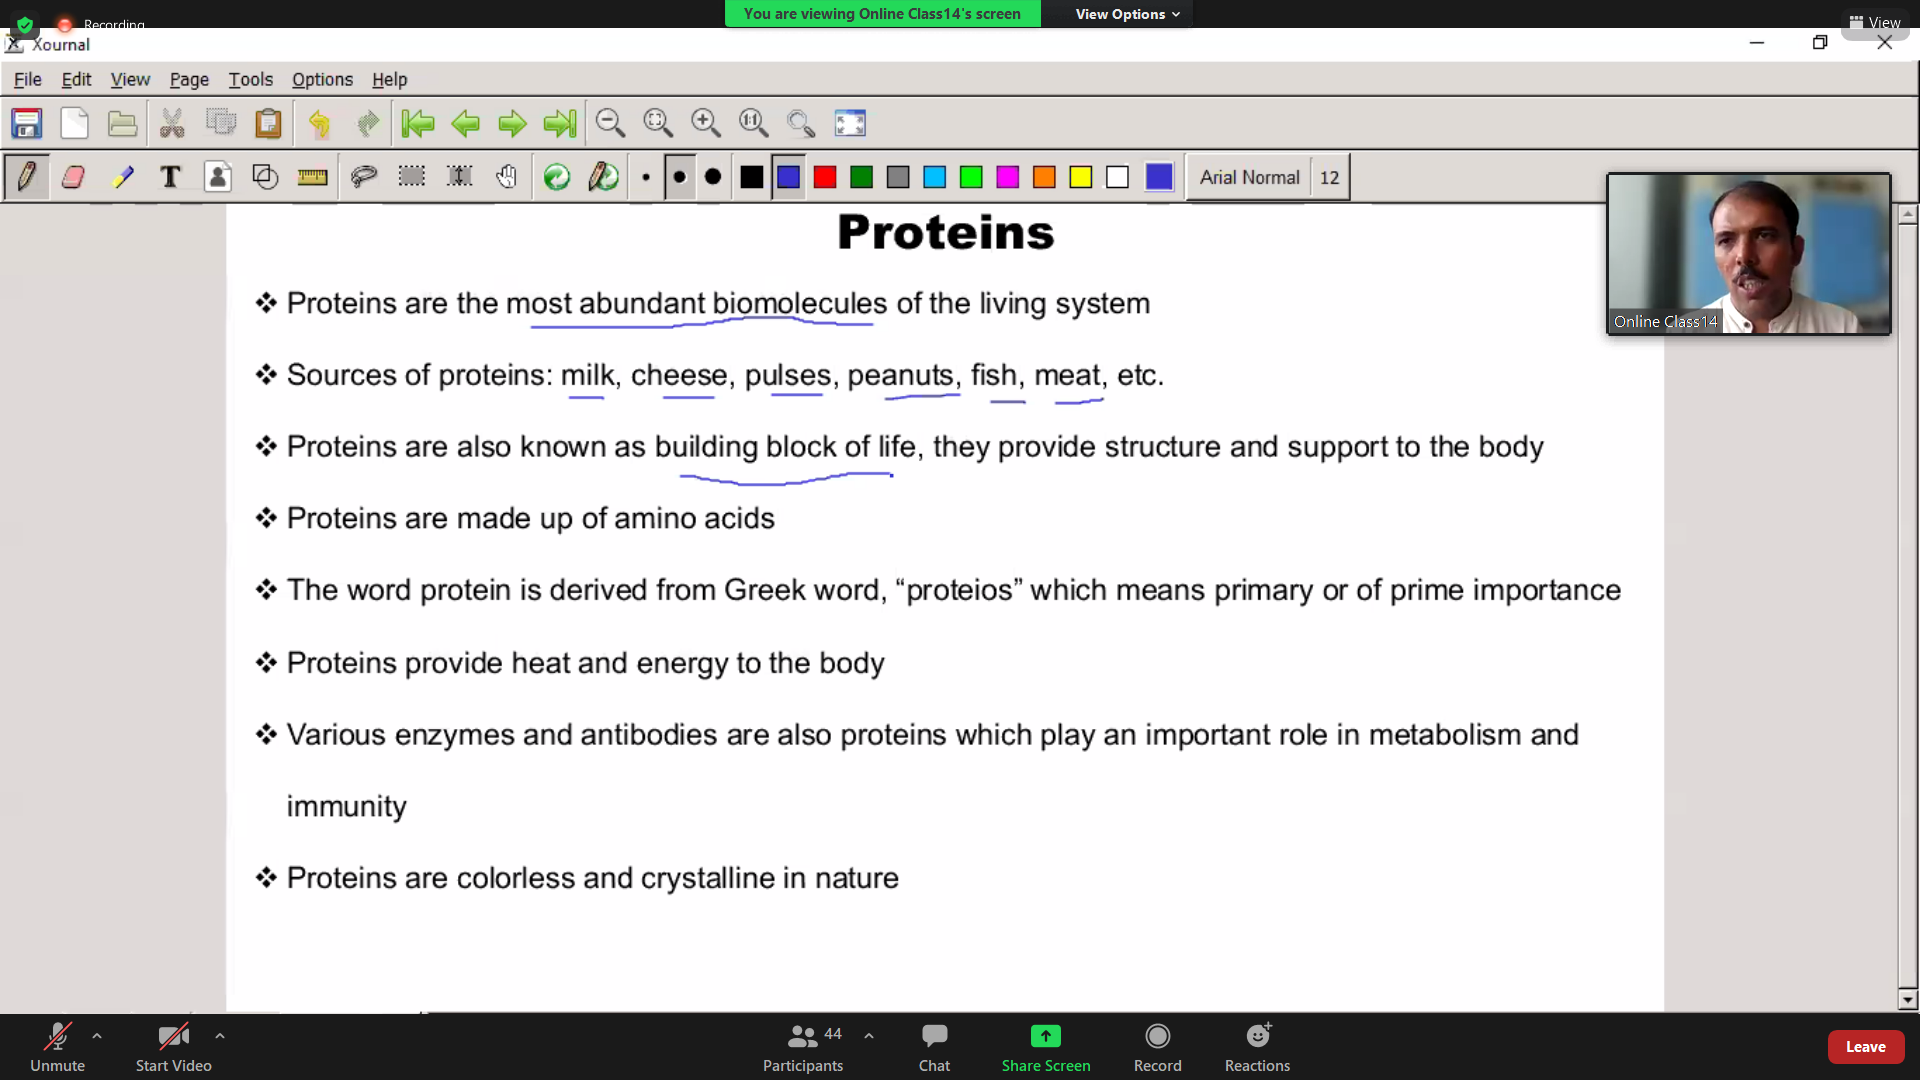 Recording
You are viewing Online Class14's screen
View Options
View
Xournal
File Edit View Page Tools Options Help
T Arial Normal 12
Proteins
❖ Proteins are the most abundant biomolecules of the living system
❖ Sources of proteins: milk, cheese, pulses, peanuts, fish, meat, etc.
❖ Proteins are also known as building block of life, they provide structure and support to the body
❖ Proteins are made up of amino acids
❖ The word protein is derived from Greek word, “proteios” which means primary or of prime importance
❖ Proteins provide heat and energy to the body
❖ Various enzymes and antibodies are also proteins which play an important role in metabolism and
immunity
❖ Proteins are colorless and crystalline in nature
Online Class14
44
Unmute Start Video Participants Chat Share Screen Record Reactions Leave